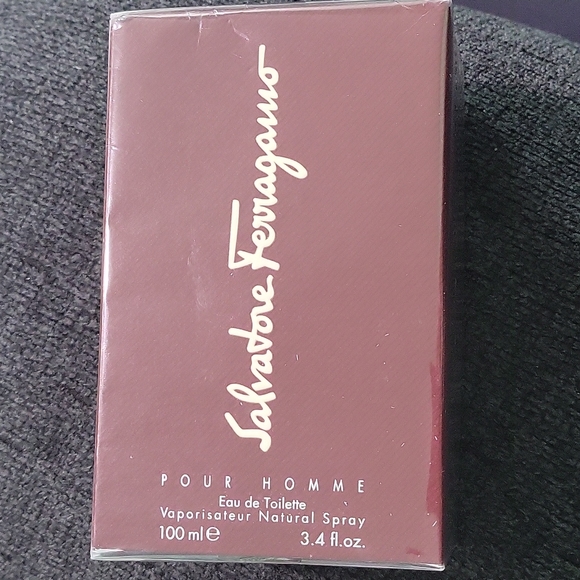 Salvatore Ferragamo
POUR HOMME
Eau de Toilette
Vaporisateur Natural Spray
100 ml e 3.4 fl.oz.